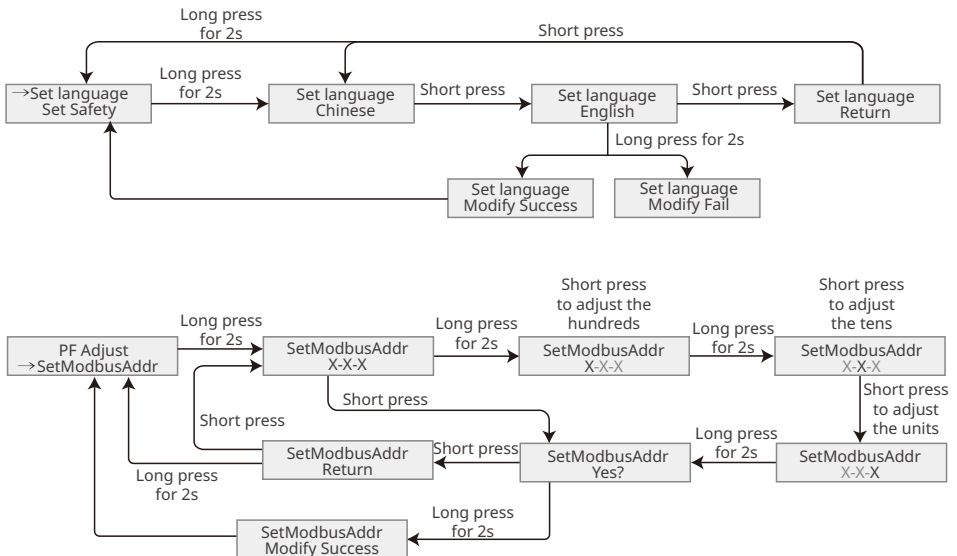 Long press
for 2s
Short press
→Set language
Set Safety
Long press
for 2s
Set language
Chinese
Short press
Set language
English
Short press
Set language
Return
Long press for 2s
Set language
Modify Success
Set language
Modify Fail
Short press
to adjust the
hundreds
Short press
to adjust
the tens
PF Adjust
→SetModbusAddr
Long press
for 2s
SetModbusAddr
X-X-X
Long press
for 2s
SetModbusAddr
X-X-X
Long press
for 2s
SetModbusAddr
X-X-X
Short press
Short press
Short press
to adjust
the units
SetModbusAddr
Return
Short press
SetModbusAddr
Yes?
Long press
for 2s
SetModbusAddr
X-X-X
Long press
for 2s
Long press
for 2s
SetModbusAddr
Modify Success